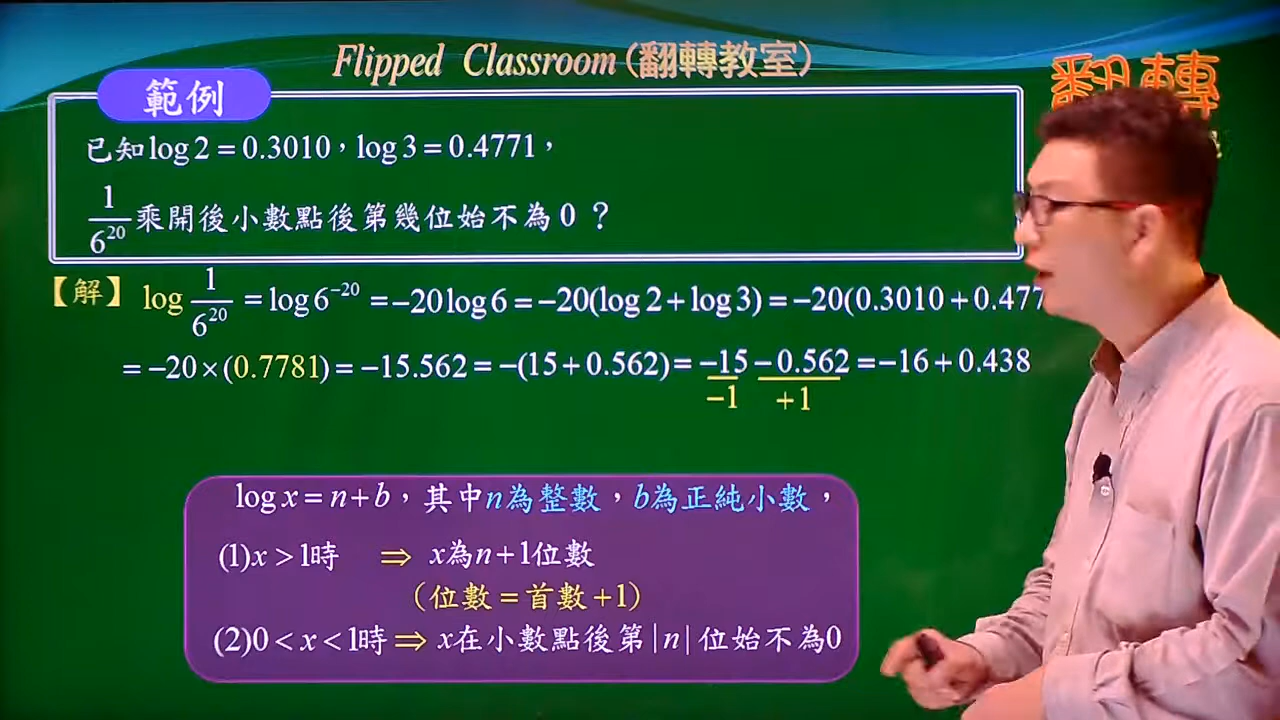 Flipped Classroom (翻轉教室)
翻轉
範例
已知 log 2 = 0.3010，log 3 = 0.4771，
1/6^20 乘開後小數點後第幾位始不為 0 ？
【解】 log 1/6^20 = log 6^-20 = -20 log 6 = -20(log 2 + log 3) = -20(0.3010 + 0.477
= -20 × (0.7781) = -15.562 = -(15 + 0.562) = -15 - 0.562 = -16 + 0.438
-1 +1
log x = n + b，其中 n 為整數，b 為正純小數，
(1) x > 1時 ⇒ x 為 n + 1 位數
（位數 = 首數 + 1）
(2) 0 < x < 1時 ⇒ x 在小數點後第 |n| 位始不為 0